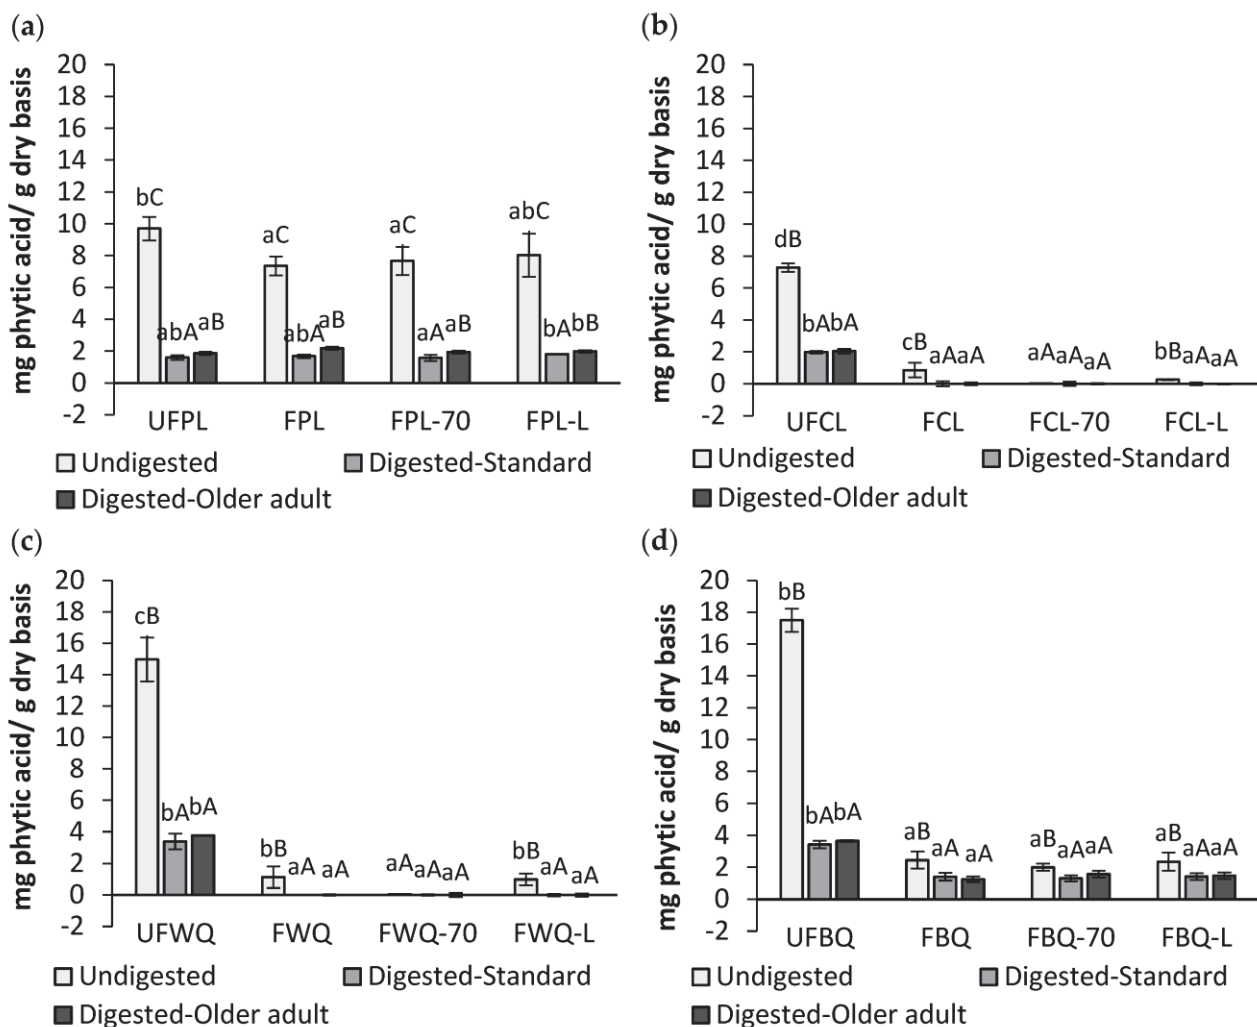 (a)
mg phytic acid/ g dry basis
20
18
16
14
12
10
8
6
4
2
0
-2
bC
abA aB
aC
abA aB
aC
aA aB
abC
bA bB
UFPL FPL FPL-70 FPL-L
Undigested Digested-Standard
Digested-Older adult
(b)
mg phytic acid/ g dry basis
20
18
16
14
12
10
8
6
4
2
0
-2
dB
bA bA
cB
aA aA
aA aA aA
bB aA aA
UFCL FCL FCL-70 FCL-L
Undigested Digested-Standard
Digested-Older adult
(c)
mg phytic acid/ g dry basis
20
18
16
14
12
10
8
6
4
2
0
-2
cB
bA bA
bB
aA aA
aA aA aA
bB
aA aA
UFWQ FWQ FWQ-70 FWQ-L
Undigested Digested-Standard
Digested-Older adult
(d)
mg phytic acid/ g dry basis
20
18
16
14
12
10
8
6
4
2
0
-2
bB
bA bA
aB
aA aA
aB
aA aA
aB
aA aA
UFBQ FBQ FBQ-70 FBQ-L
Undigested Digested-Standard
Digested-Older adult